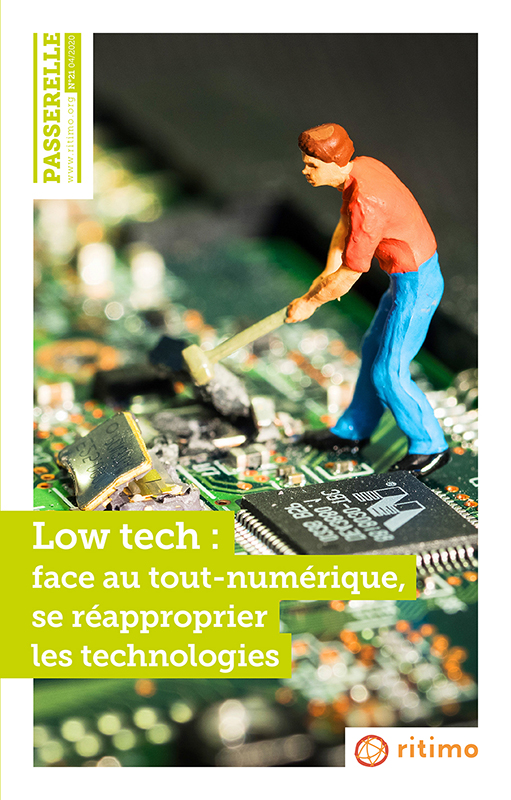 PASSERELLE
www.ritimo.org N°21 04/2020
Low tech :
face au tout-numérique,
se réapproprier
les technologies
ritimo